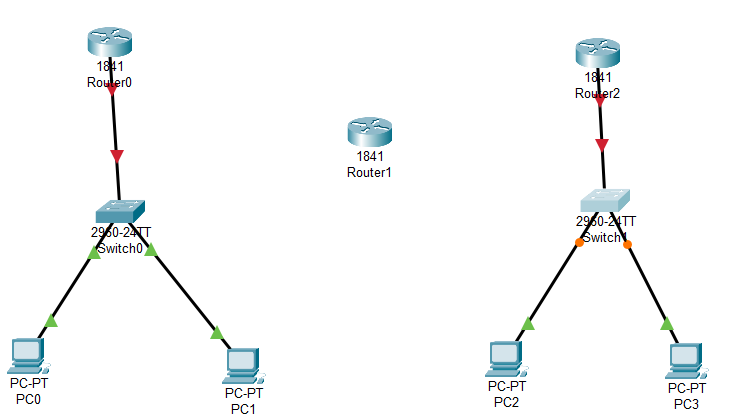 1841
Router0
1841
Router2
1841
Router1
2960-24TT
Switch0
2960-24TT
Switch1
PC-PT
PC0
PC-PT
PC1
PC-PT
PC2
PC-PT
PC3